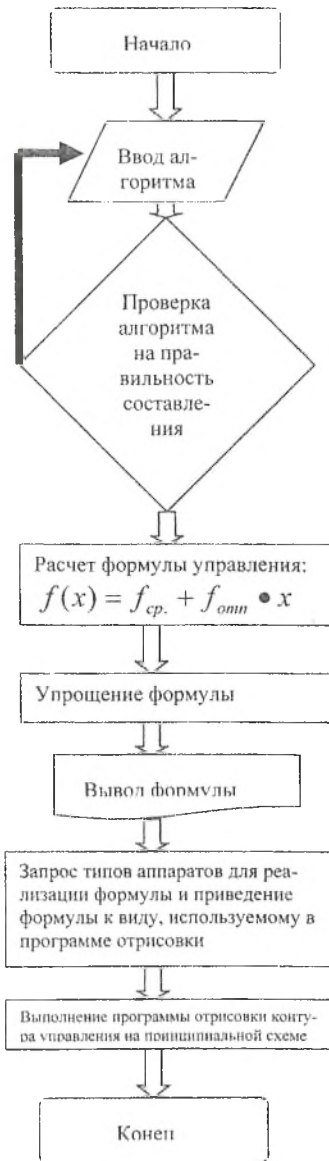 Начало
Ввод ал-
горитма
Проверка
алгоритма
на пра-
вильность
составле-
ния
Расчет формулы управления:
f(x) = f ср. + f отп • x
Упрощение формулы
Вывод формулы
Запрос типов аппаратов для реа-
лизации формулы и приведение
формулы к виду, используемому в
программе отрисовки
Выполнение программы отрисовки конту-
ра управления на принципиальной схеме
Конец